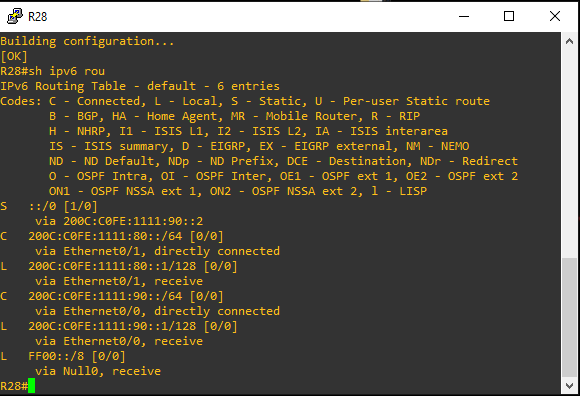 R28
Building configuration...
[OK]
R28#sh ipv6 rou
IPv6 Routing Table - default - 6 entries
Codes: C - Connected, L - Local, S - Static, U - Per-user Static route
       B - BGP, HA - Home Agent, MR - Mobile Router, R - RIP
       H - NHRP, I1 - ISIS L1, I2 - ISIS L2, IA - ISIS interarea
       IS - ISIS summary, D - EIGRP, EX - EIGRP external, NM - NEMO
       ND - ND Default, NDp - ND Prefix, DCE - Destination, NDr - Redirect
       O - OSPF Intra, OI - OSPF Inter, OE1 - OSPF ext 1, OE2 - OSPF ext 2
       ON1 - OSPF NSSA ext 1, ON2 - OSPF NSSA ext 2, l - LISP
S   ::/0 [1/0]
     via 200C:C0FE:1111:90::2
C   200C:C0FE:1111:80::/64 [0/0]
     via Ethernet0/1, directly connected
L   200C:C0FE:1111:80::1/128 [0/0]
     via Ethernet0/1, receive
C   200C:C0FE:1111:90::/64 [0/0]
     via Ethernet0/0, directly connected
L   200C:C0FE:1111:90::1/128 [0/0]
     via Ethernet0/0, receive
L   FF00::/8 [0/0]
     via Null0, receive
R28#